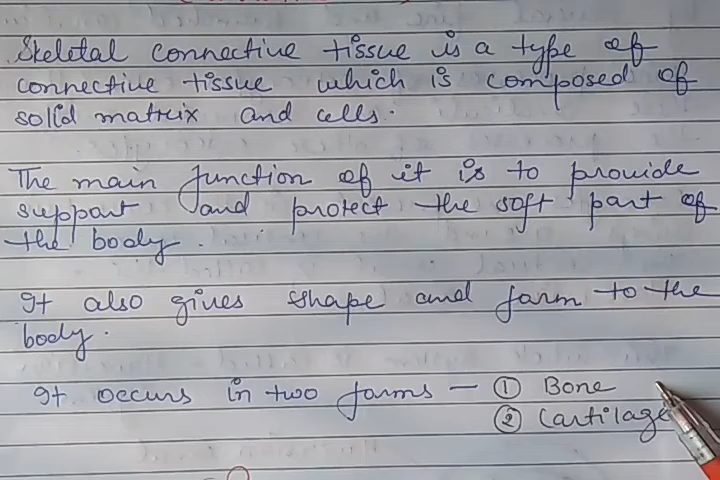 Skeletal connective tissue is a type of
connective tissue which is composed of
solid matrix and cells.
The main function of it is to provide
support and protect the soft part of
the body.
It also gives shape and form to the
body.
It occurs in two forms — ① Bone
② Cartilage